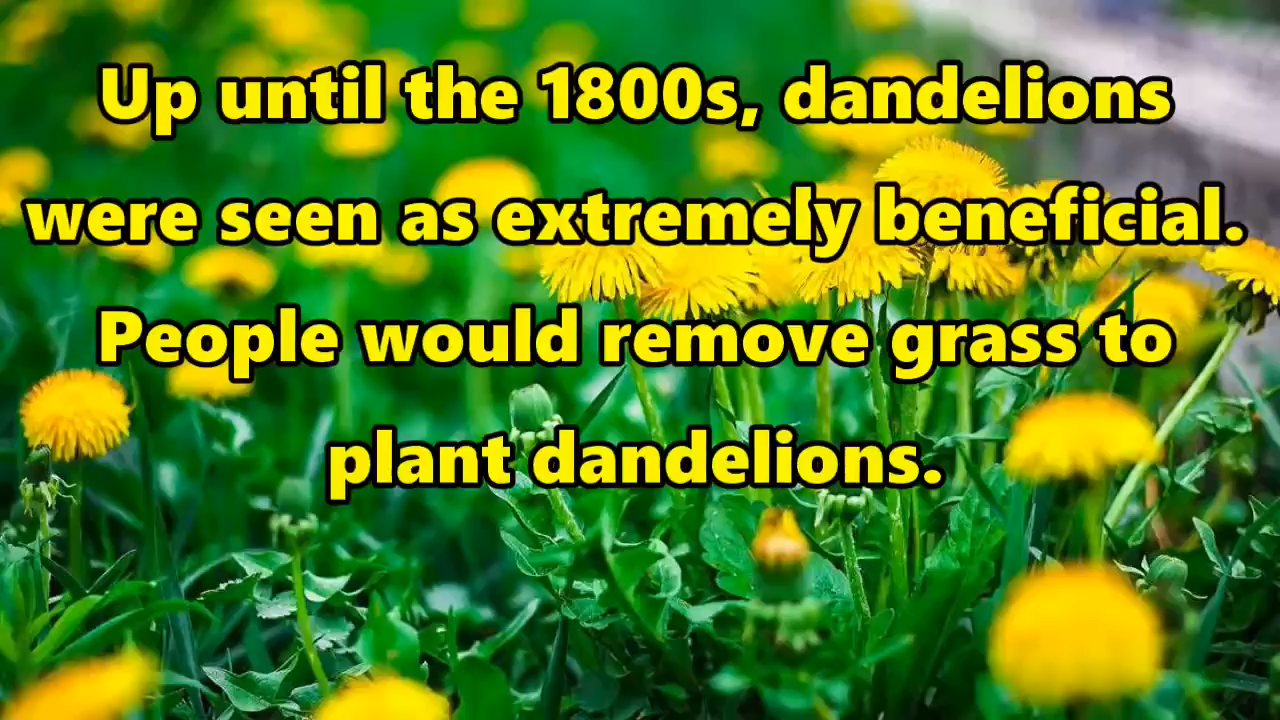 Up until the 1800s, dandelions
were seen as extremely beneficial.
People would remove grass to
plant dandelions.